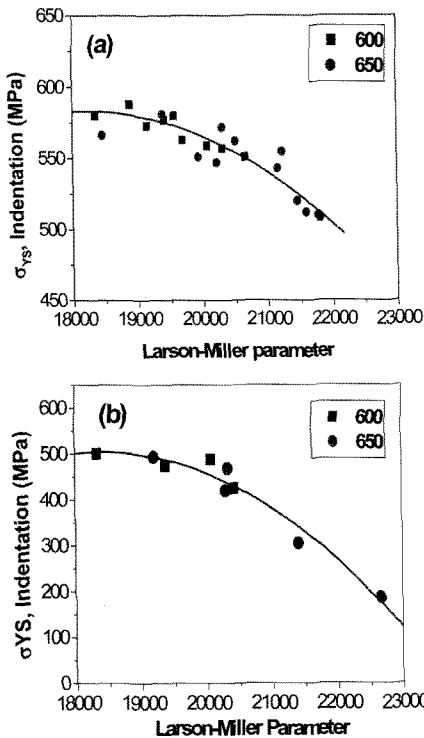 650
(a)
600
650
600
550
500
450
σYS, Indentation (MPa)
18000 19000 20000 21000 22000 23000
Larson-Miller parameter
600
(b)
600
650
500
400
300
200
100
0
σYS, Indentation (MPa)
18000 19000 20000 21000 22000 23000
Larson-Miller Parameter